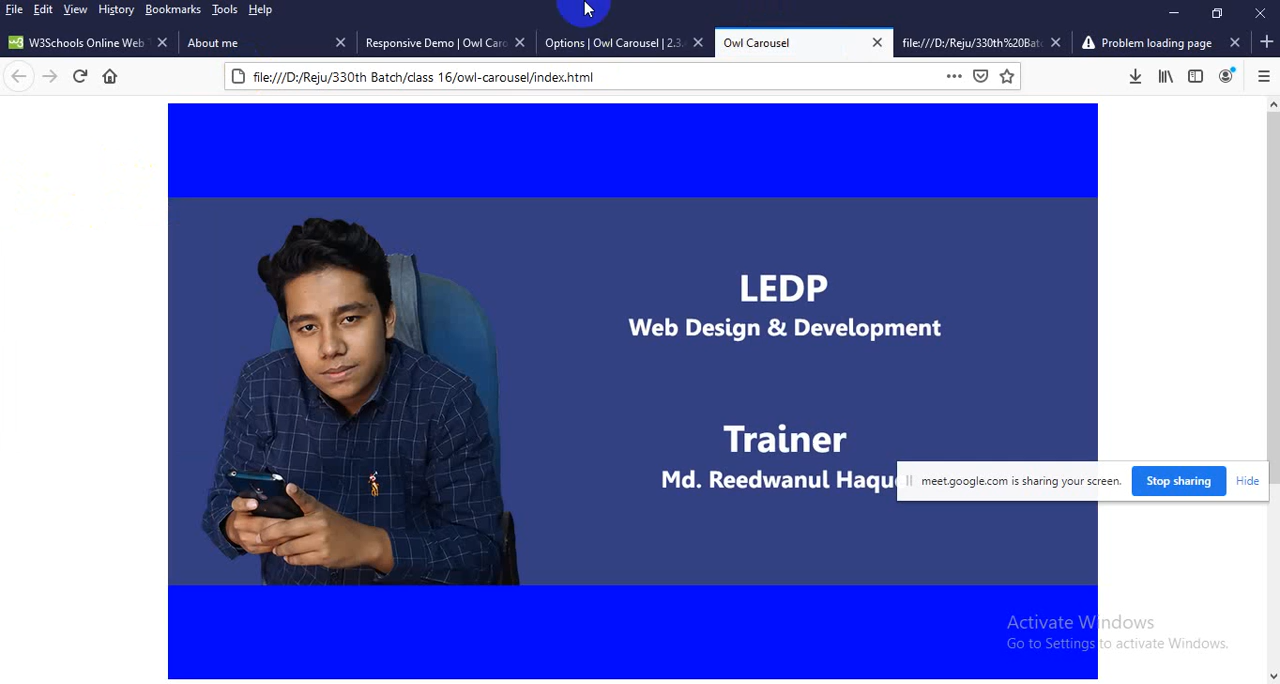 File Edit View History Bookmarks Tools Help
W3Schools Online Web
About me
Responsive Demo | Owl Caro
Options | Owl Carousel | 2.3.
Owl Carousel
file:///D:/Reju/330th%20Bat
Problem loading page
file:///D:/Reju/330th Batch/class 16/owl-carousel/index.html
LEDP
Web Design & Development
Trainer
Md. Reedwanul Haque
meet.google.com is sharing your screen. Stop sharing Hide
Activate Windows
Go to Settings to activate Windows.